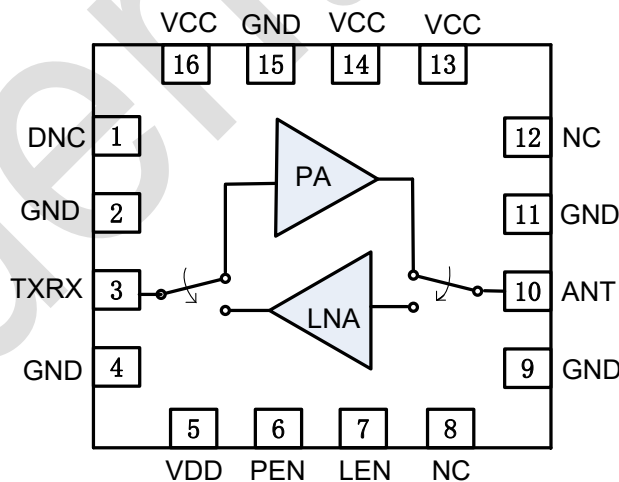 VCC GND VCC VCC
16 15 14 13
DNC 1 12 NC
PA
GND 2 11 GND
TXRX 3 10 ANT
LNA
GND 4 9 GND
5 6 7 8
VDD PEN LEN NC